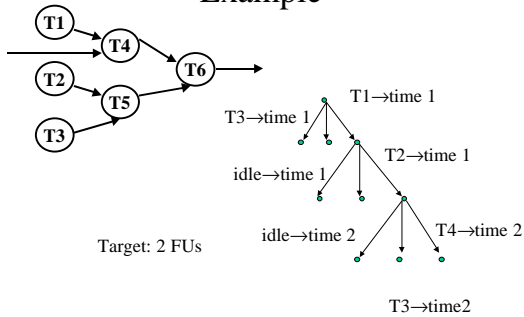 Example
T1
T4
T6
T2
T5
T3
T1→time 1
T3→time 1
T2→time 1
idle→time 1
idle→time 2
T4→time 2
Target: 2 FUs
T3→time2